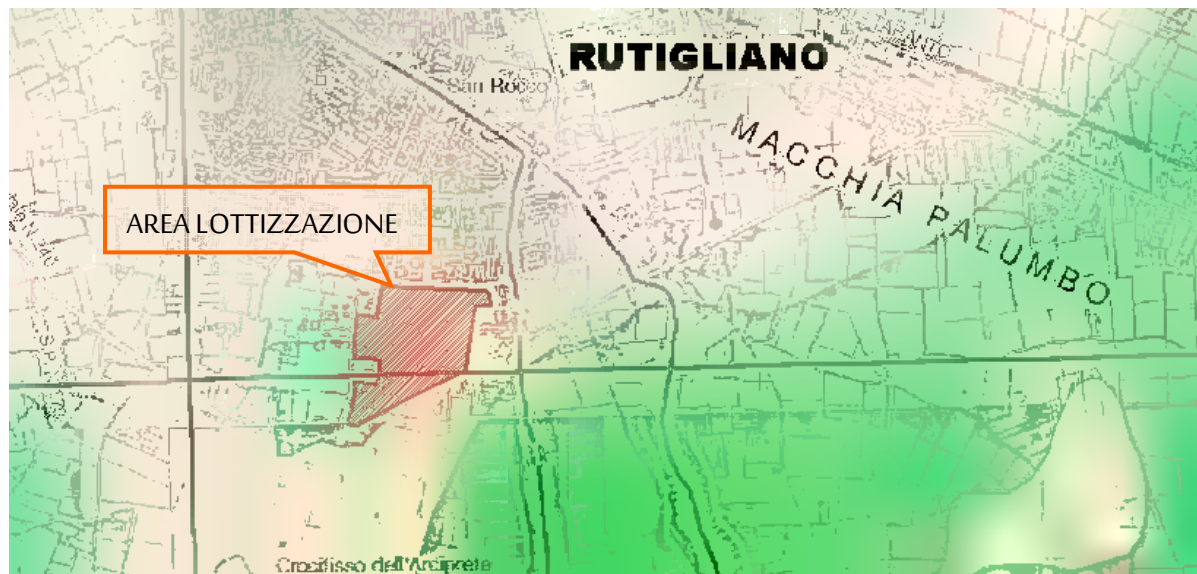 RUTIGLIANO
San Rocco
MACCHIA PALUMBO
AREA LOTTIZZAZIONE
Crocifisso dell'Arciprete